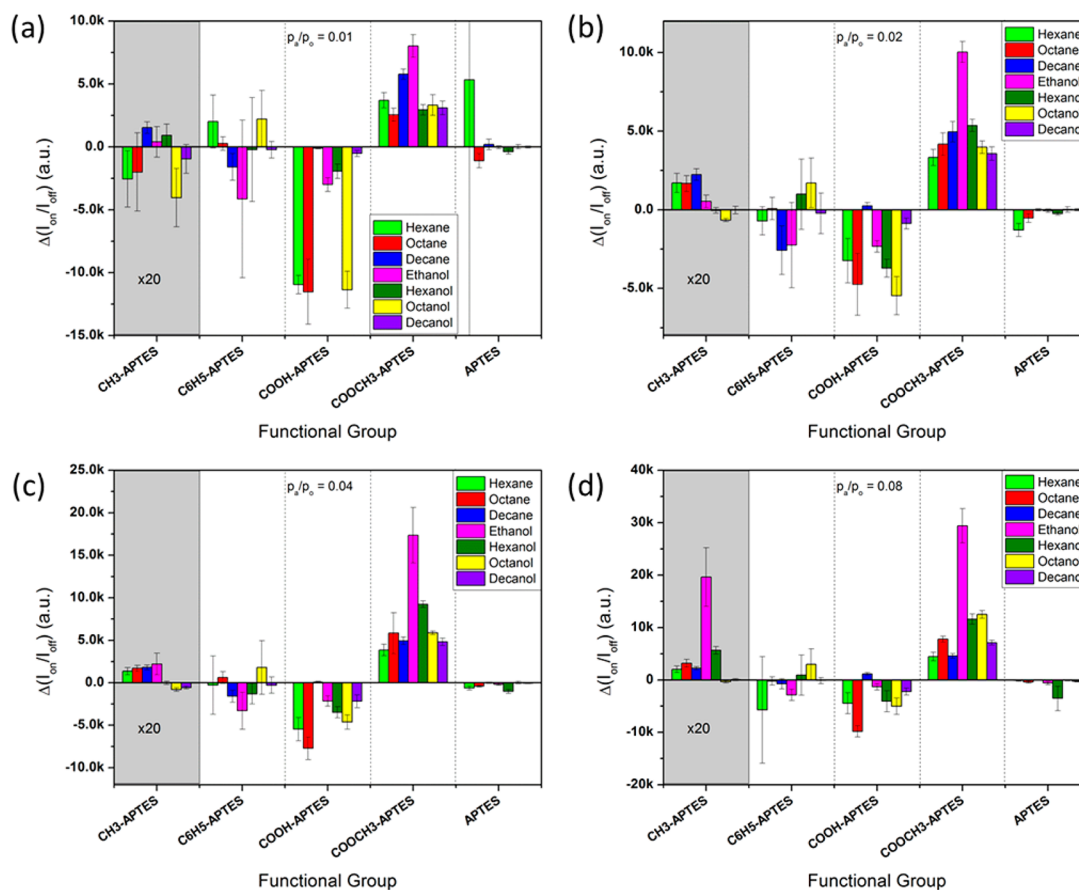 (a)
pa/po = 0.01
Δ(Ion/Ioff) (a.u.)
10.0k
5.0k
0.0
-5.0k
-10.0k
-15.0k
x20
Hexane
Octane
Decane
Ethanol
Hexanol
Octanol
Decanol
CH3-APTES
C6H5-APTES
COOH-APTES
COOCH3-APTES
APTES
Functional Group
(b)
pa/po = 0.02
Δ(Ion/Ioff) (a.u.)
10.0k
5.0k
0.0
-5.0k
x20
Hexane
Octane
Decane
Ethanol
Hexano
Octano
Decano
CH3-APTES
C6H5-APTES
COOH-APTES
COOCH3-APTES
APTES
Functional Group
(c)
pa/po = 0.04
Δ(Ion/Ioff) (a.u.)
25.0k
20.0k
15.0k
10.0k
5.0k
0.0
-5.0k
-10.0k
x20
Hexane
Octane
Decane
Ethanol
Hexanol
Octanol
Decanol
CH3-APTES
C6H5-APTES
COOH-APTES
COOCH3-APTES
APTES
Functional Group
(d)
pa/po = 0.08
Δ(Ion/Ioff) (a.u.)
40k
30k
20k
10k
0
-10k
-20k
x20
Hexane
Octane
Decane
Ethanol
Hexano
Octano
Decano
CH3-APTES
C6H5-APTES
COOH-APTES
COOCH3-APTES
APTES
Functional Group